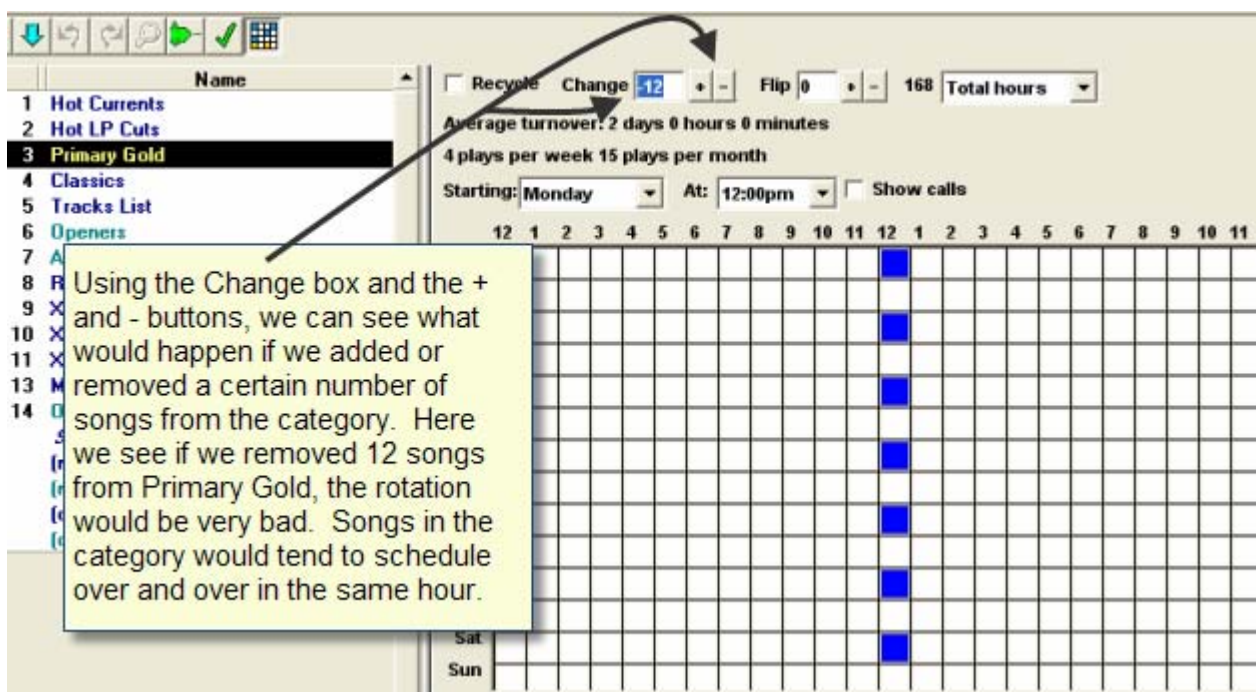 Name
1 Hot Currents
2 Hot LP Cuts
3 Primary Gold
4 Classics
5 Tracks List
6 Openers
7 A
8 R
9 X
10 X
11 X
13 M
14
Recycle Change -12 + - Flip 0 + - 168 Total hours
Average turnover: 2 days 0 hours 0 minutes
4 plays per week 15 plays per month
Starting: Monday At: 12:00pm Show calls
12 1 2 3 4 5 6 7 8 9 10 11 12 1 2 3 4 5 6 7 8 9 10 11
Using the Change box and the +
and - buttons, we can see what
would happen if we added or
removed a certain number of
songs from the category. Here
we see if we removed 12 songs
from Primary Gold, the rotation
would be very bad. Songs in the
category would tend to schedule
over and over in the same hour.
Sat
Sun